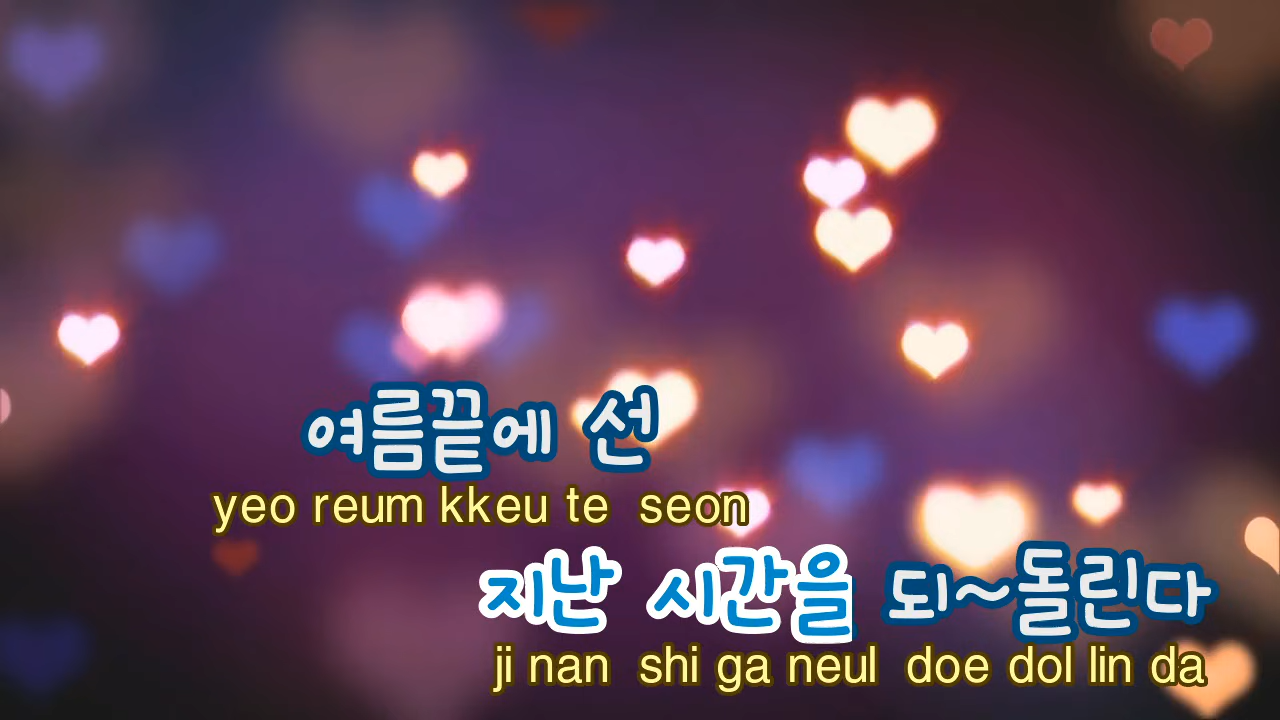 여름끝에 선
yeo reum kkeu te seon
지난 시간을 되~돌린다
ji nan shi ga neul doe dol lin da